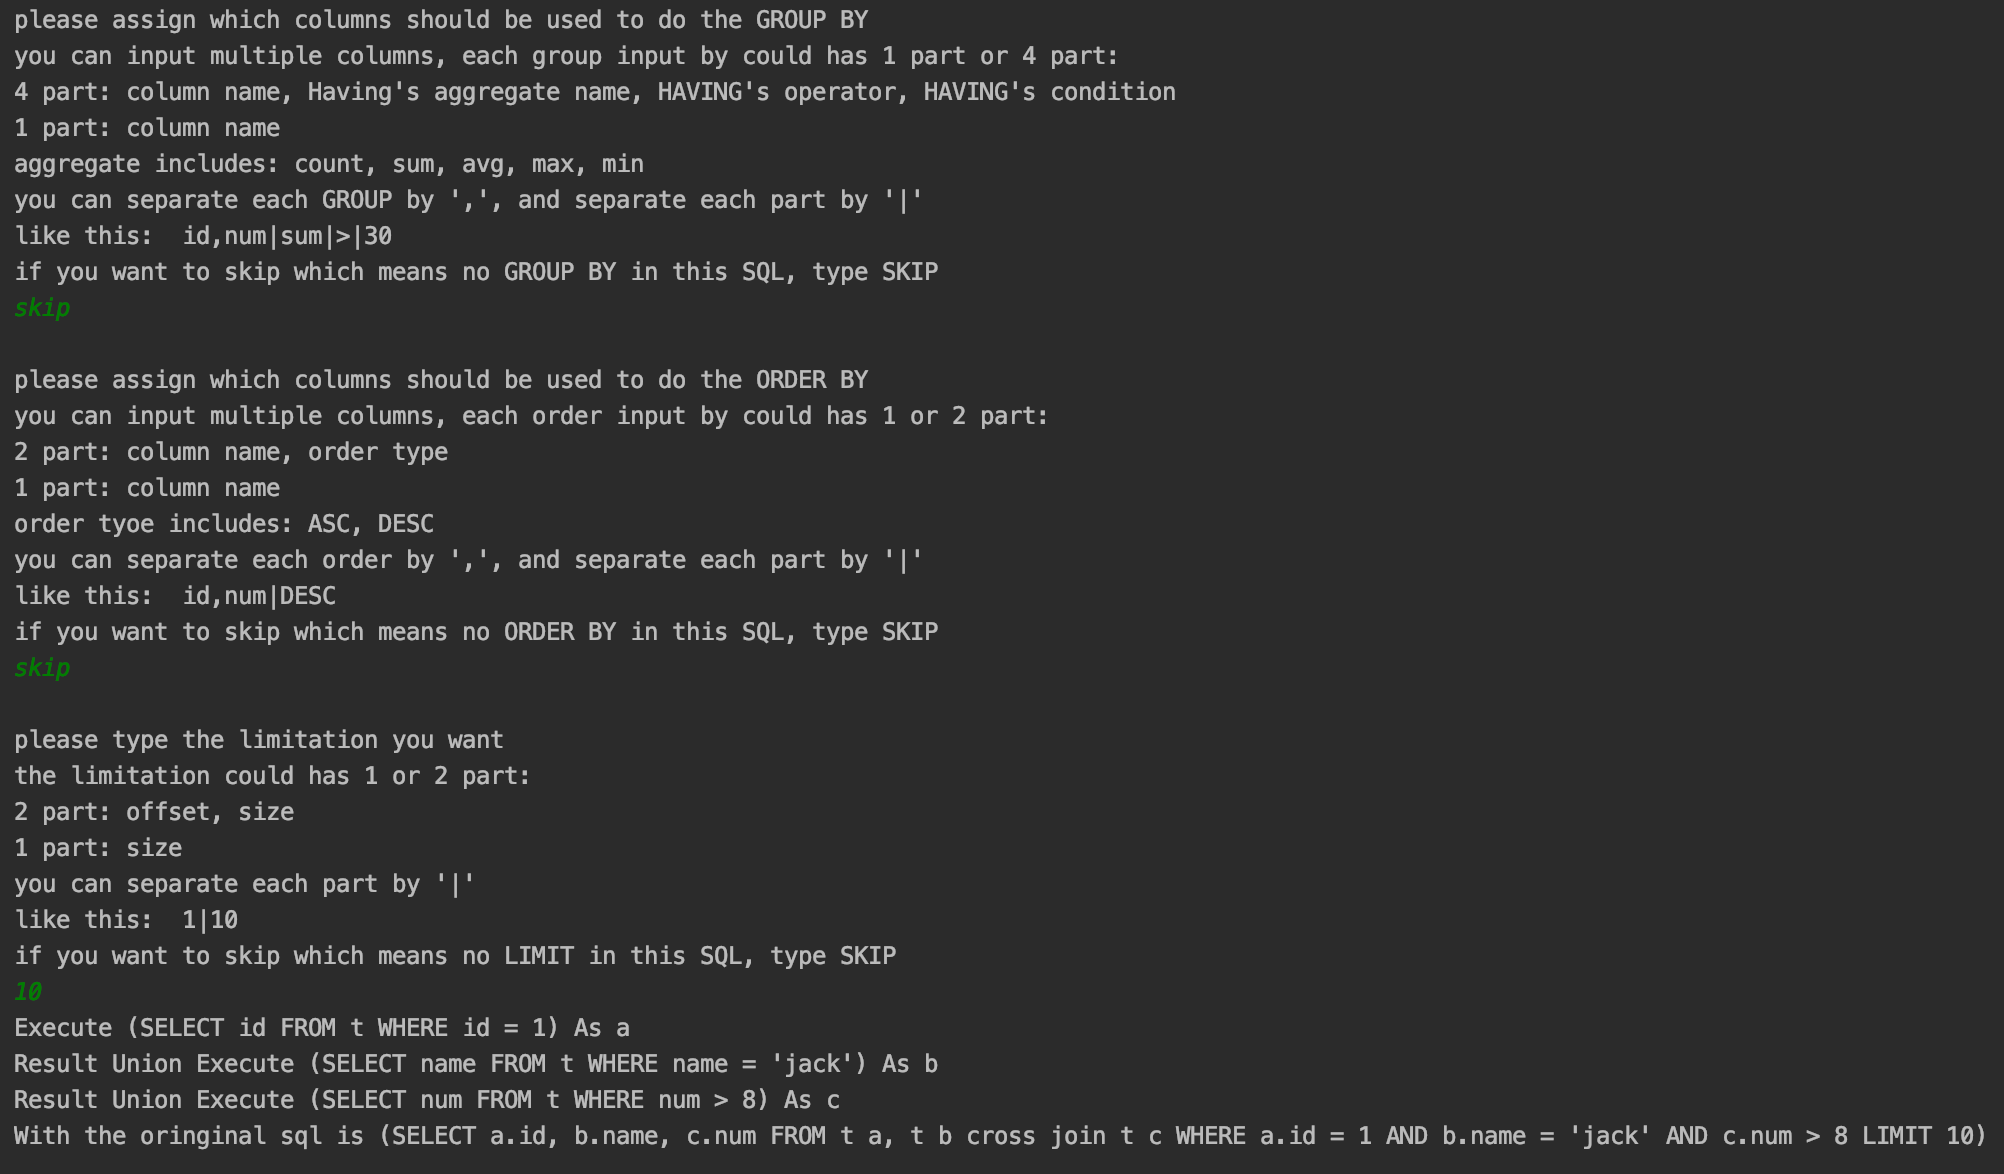 please assign which columns should be used to do the GROUP BY
you can input multiple columns, each group input by could has 1 part or 4 part:
4 part: column name, Having's aggregate name, HAVING's operator, HAVING's condition
1 part: column name
aggregate includes: count, sum, avg, max, min
you can separate each GROUP by ',', and separate each part by '|'
like this:  id,num|sum|>|30
if you want to skip which means no GROUP BY in this SQL, type SKIP
skip
please assign which columns should be used to do the ORDER BY
you can input multiple columns, each order input by could has 1 or 2 part:
2 part: column name, order type
1 part: column name
order tyoe includes: ASC, DESC
you can separate each order by ',', and separate each part by '|'
like this:  id,num|DESC
if you want to skip which means no ORDER BY in this SQL, type SKIP
skip
please type the limitation you want
the limitation could has 1 or 2 part:
2 part: offset, size
1 part: size
you can separate each part by '|'
like this:  1|10
if you want to skip which means no LIMIT in this SQL, type SKIP
10
Execute (SELECT id FROM t WHERE id = 1) As a
Result Union Execute (SELECT name FROM t WHERE name = 'jack') As b
Result Union Execute (SELECT num FROM t WHERE num > 8) As c
With the oringinal sql is (SELECT a.id, b.name, c.num FROM t a, t b cross join t c WHERE a.id = 1 AND b.name = 'jack' AND c.num > 8 LIMIT 10)